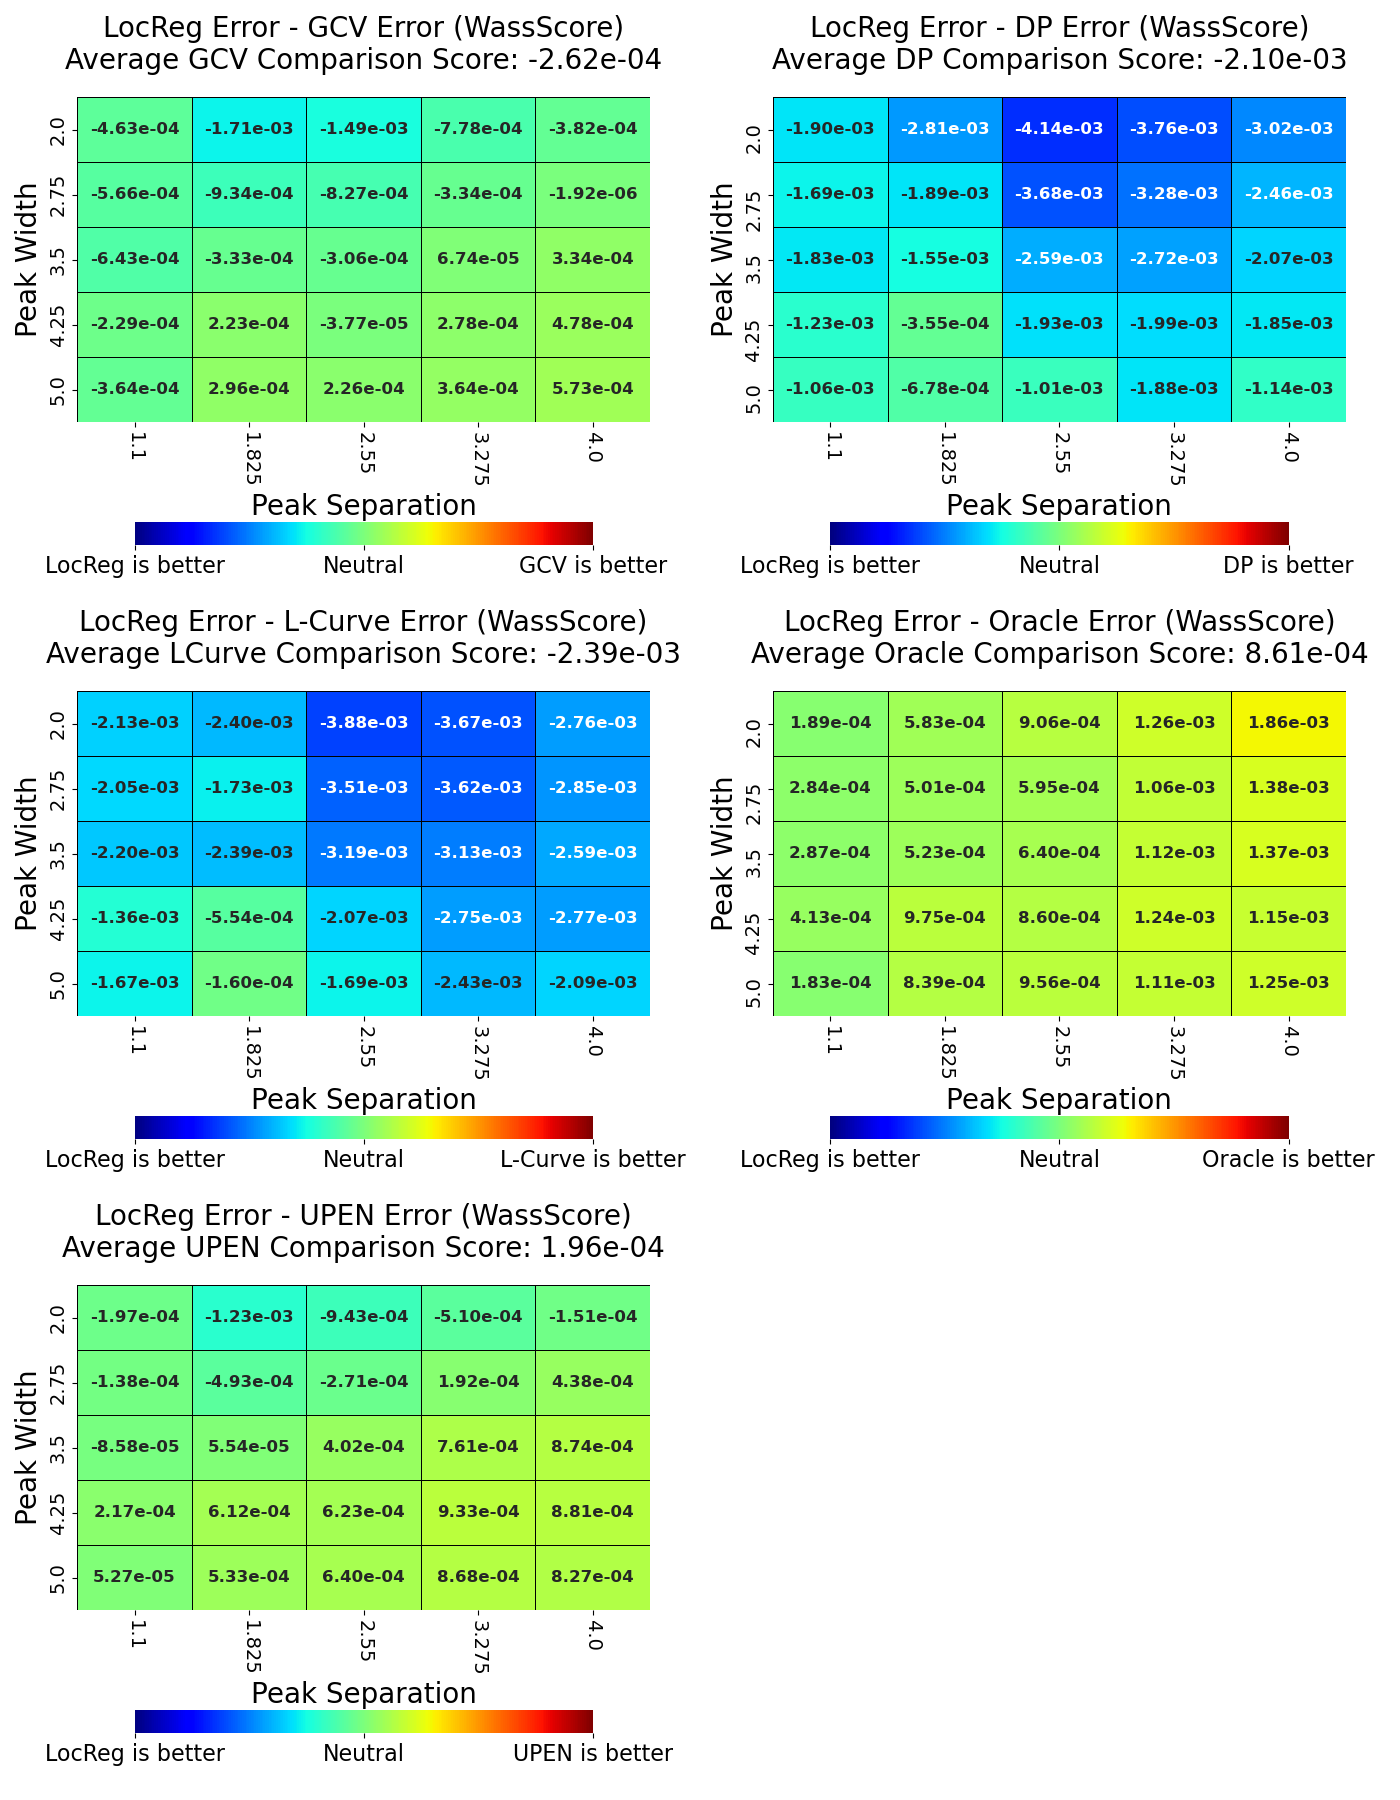 LocReg Error - GCV Error (WassScore)
Average GCV Comparison Score: -2.62e-04
Peak Width
2.0 -4.63e-04 -1.71e-03 -1.49e-03 -7.78e-04 -3.82e-04
2.75 -5.66e-04 -9.34e-04 -8.27e-04 -3.34e-04 -1.92e-06
3.5 -6.43e-04 -3.33e-04 -3.06e-04 6.74e-05 3.34e-04
4.25 -2.29e-04 2.23e-04 -3.77e-05 2.78e-04 4.78e-04
5.0 -3.64e-04 2.96e-04 2.26e-04 3.64e-04 5.73e-04
1.1 1.825 2.55 3.275 4.0
Peak Separation
LocReg is better Neutral GCV is better
LocReg Error - DP Error (WassScore)
Average DP Comparison Score: -2.10e-03
Peak Width
2.0 -1.90e-03 -2.81e-03 -4.14e-03 -3.76e-03 -3.02e-03
2.75 -1.69e-03 -1.89e-03 -3.68e-03 -3.28e-03 -2.46e-03
3.5 -1.83e-03 -1.55e-03 -2.59e-03 -2.72e-03 -2.07e-03
4.25 -1.23e-03 -3.55e-04 -1.93e-03 -1.99e-03 -1.85e-03
5.0 -1.06e-03 -6.78e-04 -1.01e-03 -1.88e-03 -1.14e-03
1.1 1.825 2.55 3.275 4.0
Peak Separation
LocReg is better Neutral DP is better
LocReg Error - L-Curve Error (WassScore)
Average LCurve Comparison Score: -2.39e-03
Peak Width
2.0 -2.13e-03 -2.40e-03 -3.88e-03 -3.67e-03 -2.76e-03
2.75 -2.05e-03 -1.73e-03 -3.51e-03 -3.62e-03 -2.85e-03
3.5 -2.20e-03 -2.39e-03 -3.19e-03 -3.13e-03 -2.59e-03
4.25 -1.36e-03 -5.54e-04 -2.07e-03 -2.75e-03 -2.77e-03
5.0 -1.67e-03 -1.60e-04 -1.69e-03 -2.43e-03 -2.09e-03
1.1 1.825 2.55 3.275 4.0
Peak Separation
LocReg is better Neutral L-Curve is better
LocReg Error - Oracle Error (WassScore)
Average Oracle Comparison Score: 8.61e-04
Peak Width
2.0 1.89e-04 5.83e-04 9.06e-04 1.26e-03 1.86e-03
2.75 2.84e-04 5.01e-04 5.95e-04 1.06e-03 1.38e-03
3.5 2.87e-04 5.23e-04 6.40e-04 1.12e-03 1.37e-03
4.25 4.13e-04 9.75e-04 8.60e-04 1.24e-03 1.15e-03
5.0 1.83e-04 8.39e-04 9.56e-04 1.11e-03 1.25e-03
1.1 1.825 2.55 3.275 4.0
Peak Separation
LocReg is better Neutral Oracle is better
LocReg Error - UPEN Error (WassScore)
Average UPEN Comparison Score: 1.96e-04
Peak Width
2.0 -1.97e-04 -1.23e-03 -9.43e-04 -5.10e-04 -1.51e-04
2.75 -1.38e-04 -4.93e-04 -2.71e-04 1.92e-04 4.38e-04
3.5 -8.58e-05 5.54e-05 4.02e-04 7.61e-04 8.74e-04
4.25 2.17e-04 6.12e-04 6.23e-04 9.33e-04 8.81e-04
5.0 5.27e-05 5.33e-04 6.40e-04 8.68e-04 8.27e-04
1.1 1.825 2.55 3.275 4.0
Peak Separation
LocReg is better Neutral UPEN is better